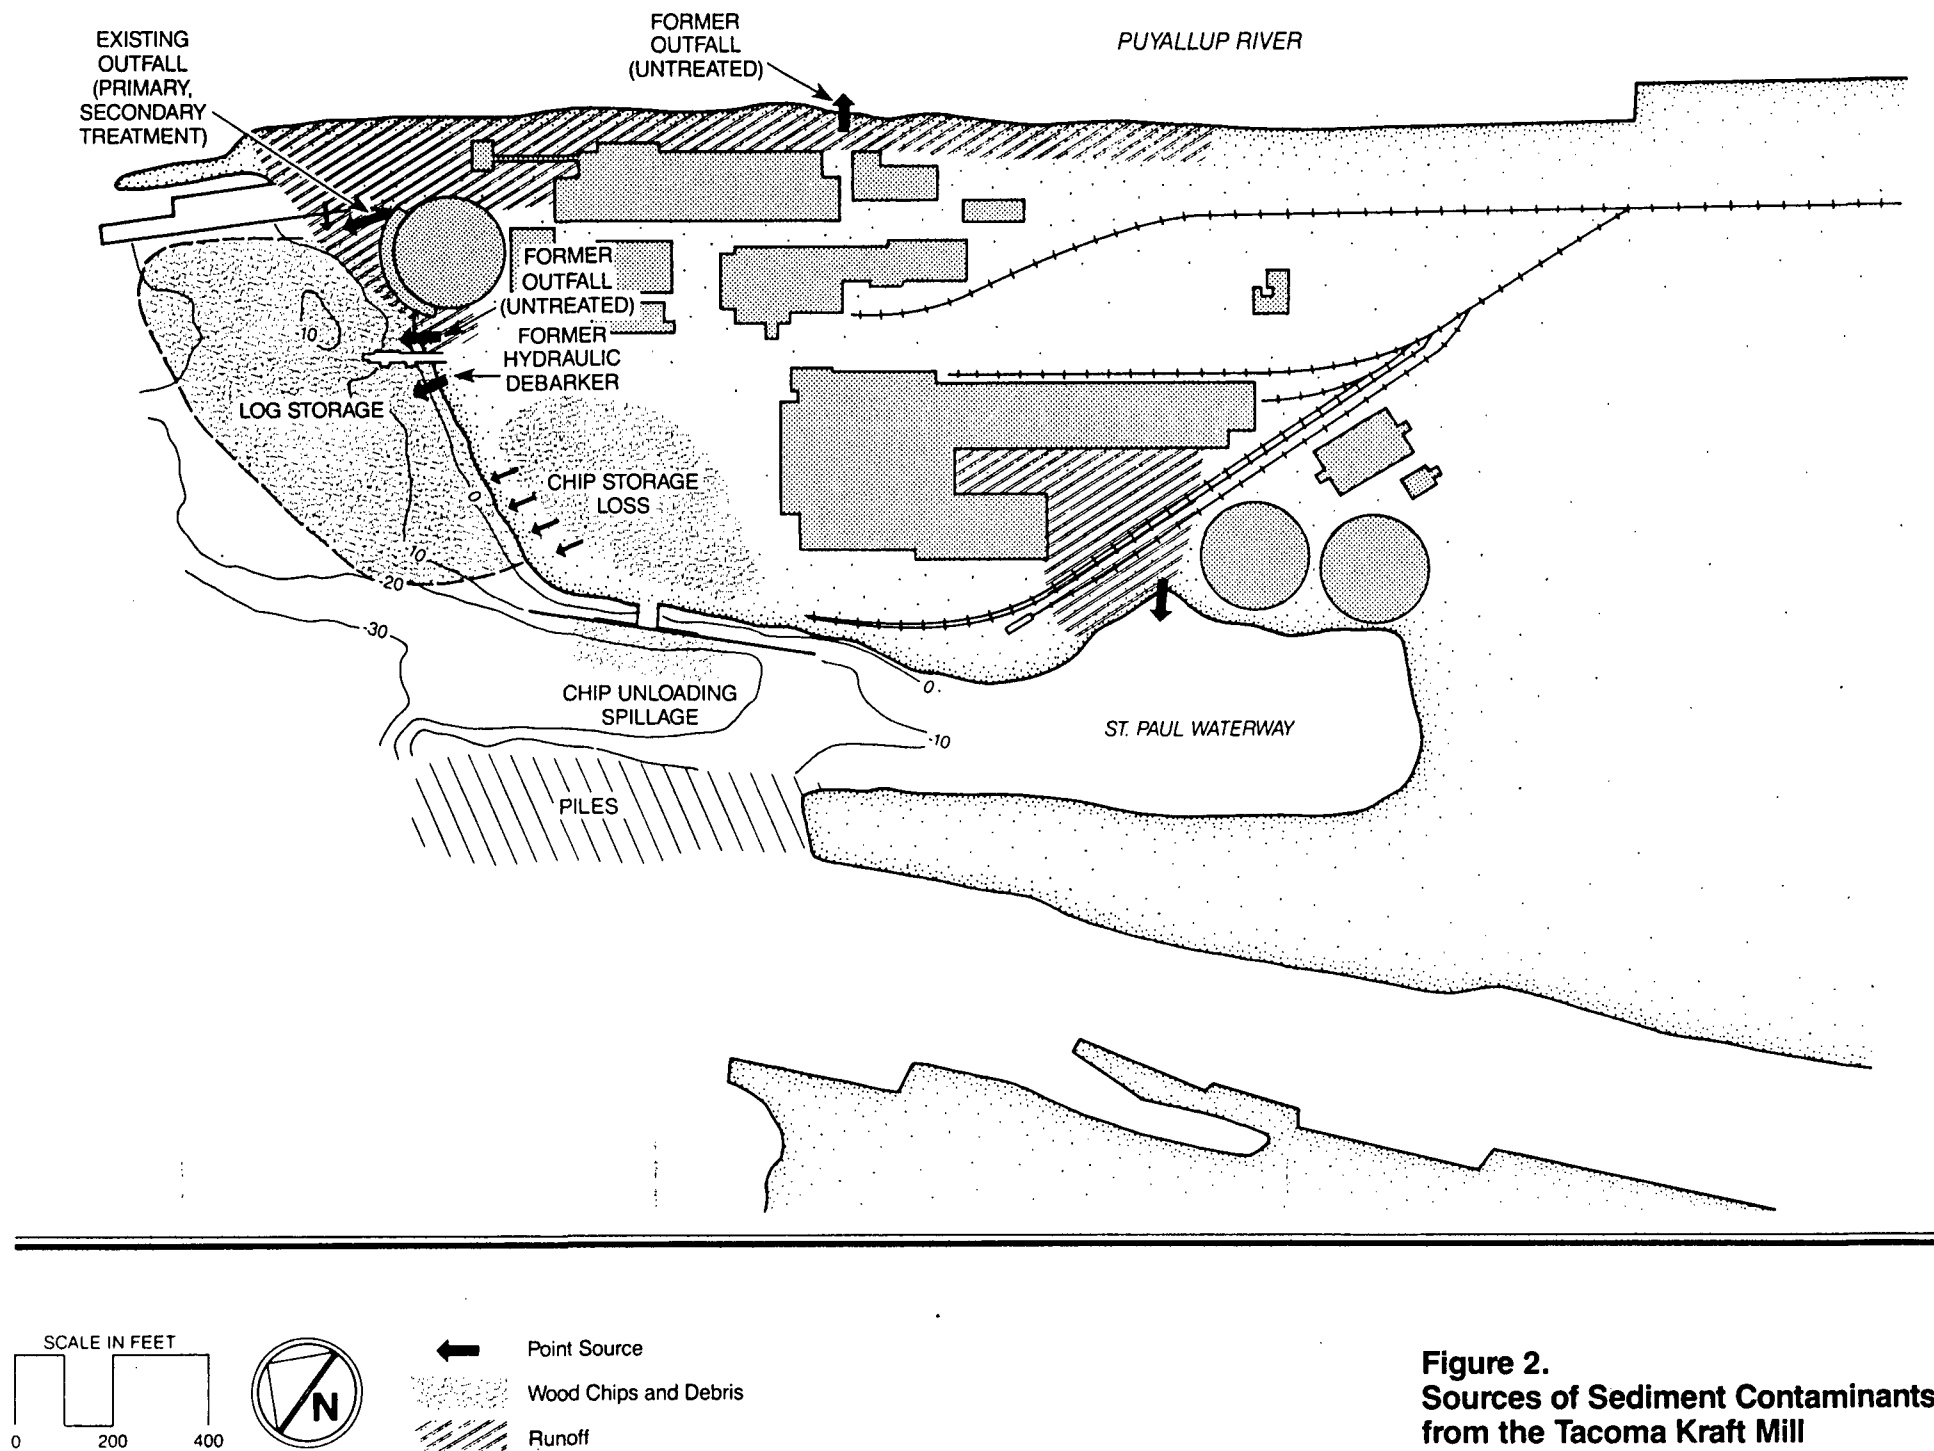 EXISTING
OUTFALL
(PRIMARY,
SECONDARY
TREATMENT)
FORMER
OUTFALL
(UNTREATED)
PUYALLUP RIVER
FORMER
OUTFALL
(UNTREATED)
FORMER
HYDRAULIC
DEBARKER
-10
LOG STORAGE
0
CHIP STORAGE
LOSS
-10
-20
-30
CHIP UNLOADING
SPILLAGE
0
-10
ST. PAUL WATERWAY
PILES
SCALE IN FEET
0 200 400
N
Point Source
Wood Chips and Debris
Runoff
Figure 2.
Sources of Sediment Contaminants
from the Tacoma Kraft Mill